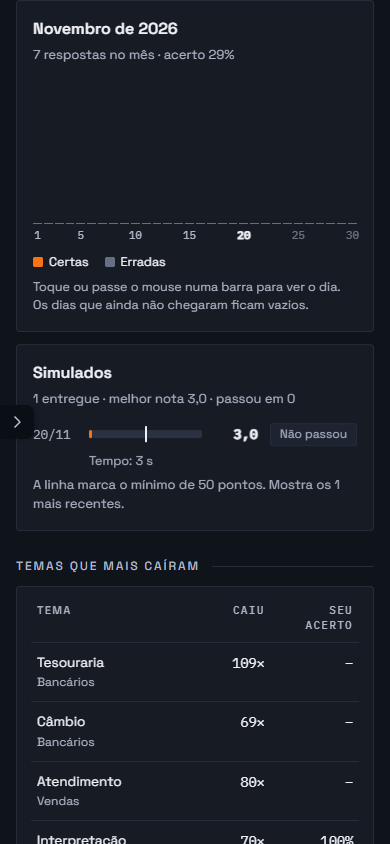 Novembro de 2026
7 respostas no mês · acerto 29%
1 5 10 15 20 25 30
Certas Erradas
Toque ou passe o mouse numa barra para ver o dia.
Os dias que ainda não chegaram ficam vazios.
Simulados
1 entregue · melhor nota 3,0 · passou em 0
20/11 3,0 Não passou
Tempo: 3 s
A linha marca o mínimo de 50 pontos. Mostra os 1
mais recentes.
TEMAS QUE MAIS CAÍRAM
TEMA CAIU SEU
ACERTO
Tesouraria 109× –
Bancários
Câmbio 69× –
Bancários
Atendimento 80× –
Vendas
Interpretação 70× 100%